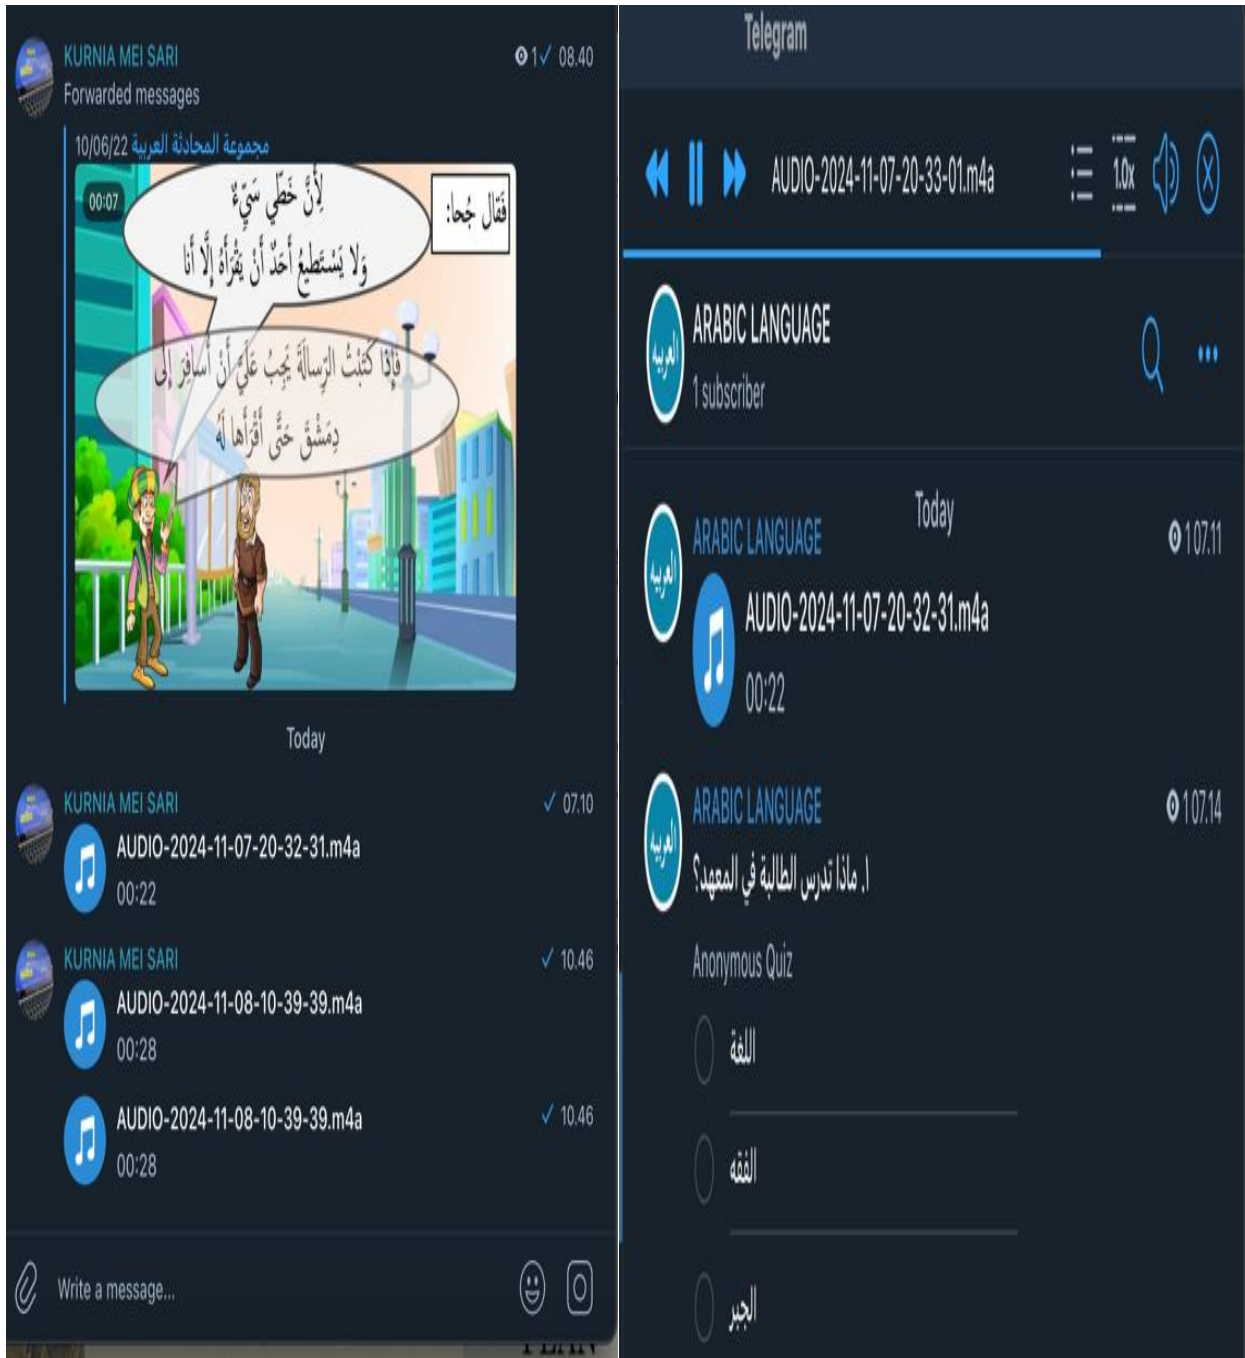 KURNIA MEI SARI
1 08.40
Forwarded messages
مجموعة المحادثة العربية 10/06/22
00:07
فَقَال جُحا:
لِأَنَّ خَطّي سَيِّءٌ
وَلا يَسْتَطيعُ أَحَدٌ أَنْ يَقْرَأَهُ إِلَّا أَنا
فَإِذا كَتَبْتُ الرِّسالَةَ يَجِبُ عَلَيَّ أَنْ أُسافِرَ إِلَى
دِمَشْقَ حَتَّى أَقْرَأَها لَهُ
Today
KURNIA MEI SARI
07.10
AUDIO-2024-11-07-20-32-31.m4a
00:22
KURNIA MEI SARI
10.46
AUDIO-2024-11-08-10-39-39.m4a
00:28
AUDIO-2024-11-08-10-39-39.m4a
10.46
00:28
Write a message...
Telegram
AUDIO-2024-11-07-20-33-01.m4a
1.0x
العربيه
ARABIC LANGUAGE
1 subscriber
Today
العربيه
ARABIC LANGUAGE
1 07.11
AUDIO-2024-11-07-20-32-31.m4a
00:22
العربيه
ARABIC LANGUAGE
1 07.14
١. ماذا تدرس الطالبة في المعهد؟
Anonymous Quiz
اللغة
الفقه
الجبر